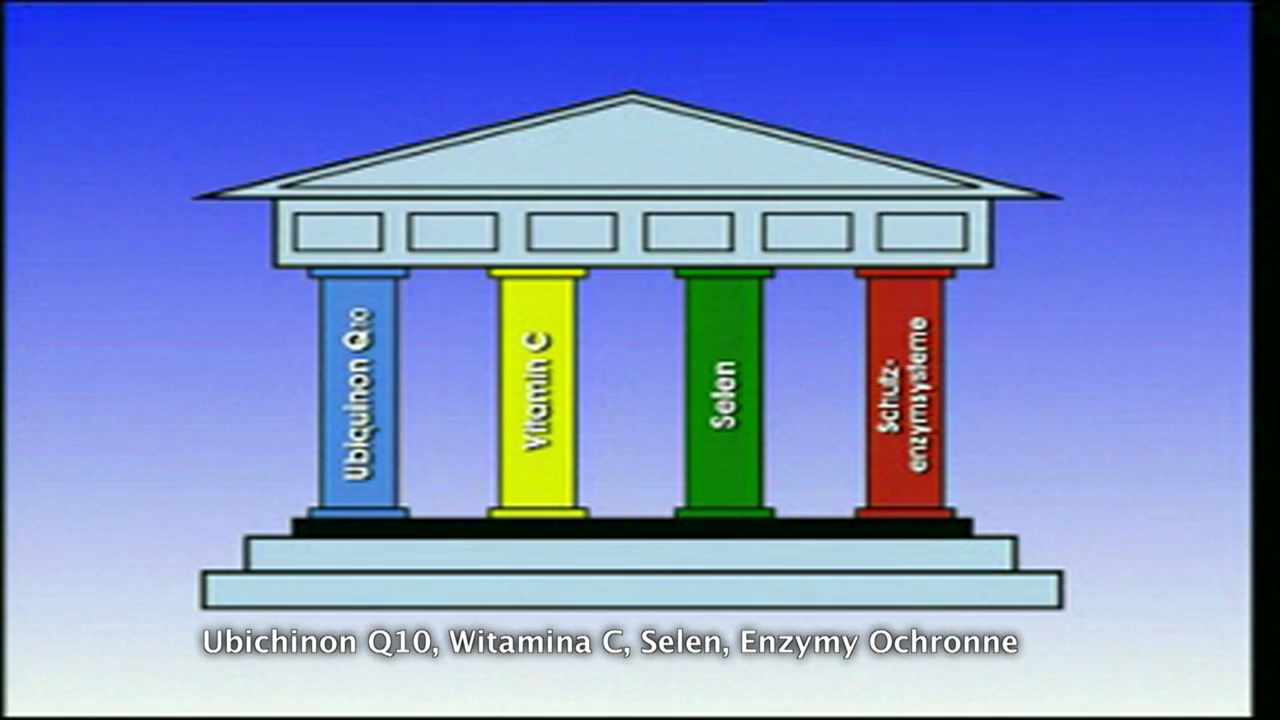 Ubiquinon Q10
Vitamin C
Selen
Schutz-
enzymsysteme
Ubichinon Q10, Witamina C, Selen, Enzymy Ochronne